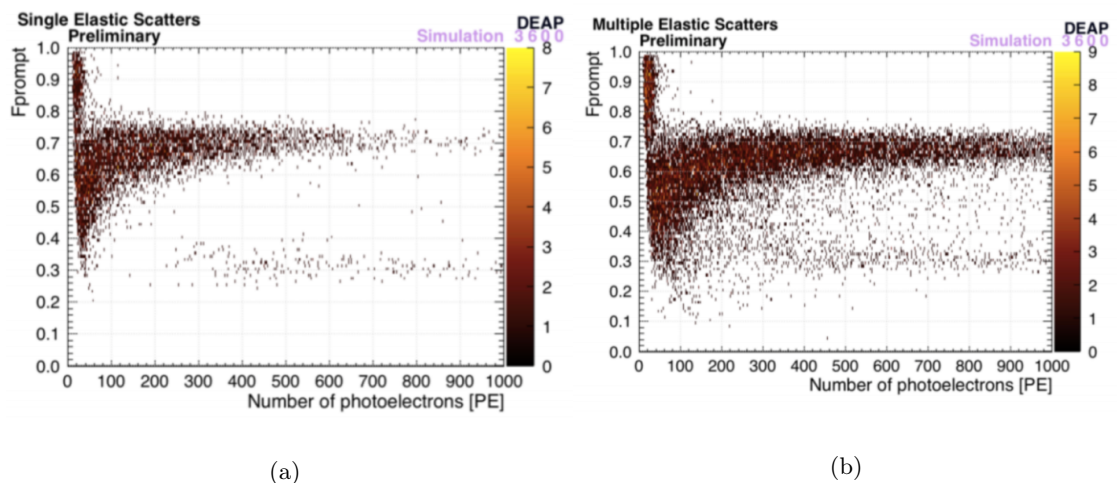 Single Elastic Scatters
Preliminary
DEAP
Simulation 3600
Fprompt
1.0
0.9
0.8
0.7
0.6
0.5
0.4
0.3
0.2
0.1
0.0
0 100 200 300 400 500 600 700 800 900 1000
Number of photoelectrons [PE]
8
7
6
5
4
3
2
1
0
(a)
Multiple Elastic Scatters
Preliminary
DEAP
Simulation 3600
Fprompt
1.0
0.9
0.8
0.7
0.6
0.5
0.4
0.3
0.2
0.1
0.0
0 100 200 300 400 500 600 700 800 900 1000
Number of photoelectrons [PE]
9
8
7
6
5
4
3
2
1
0
(b)